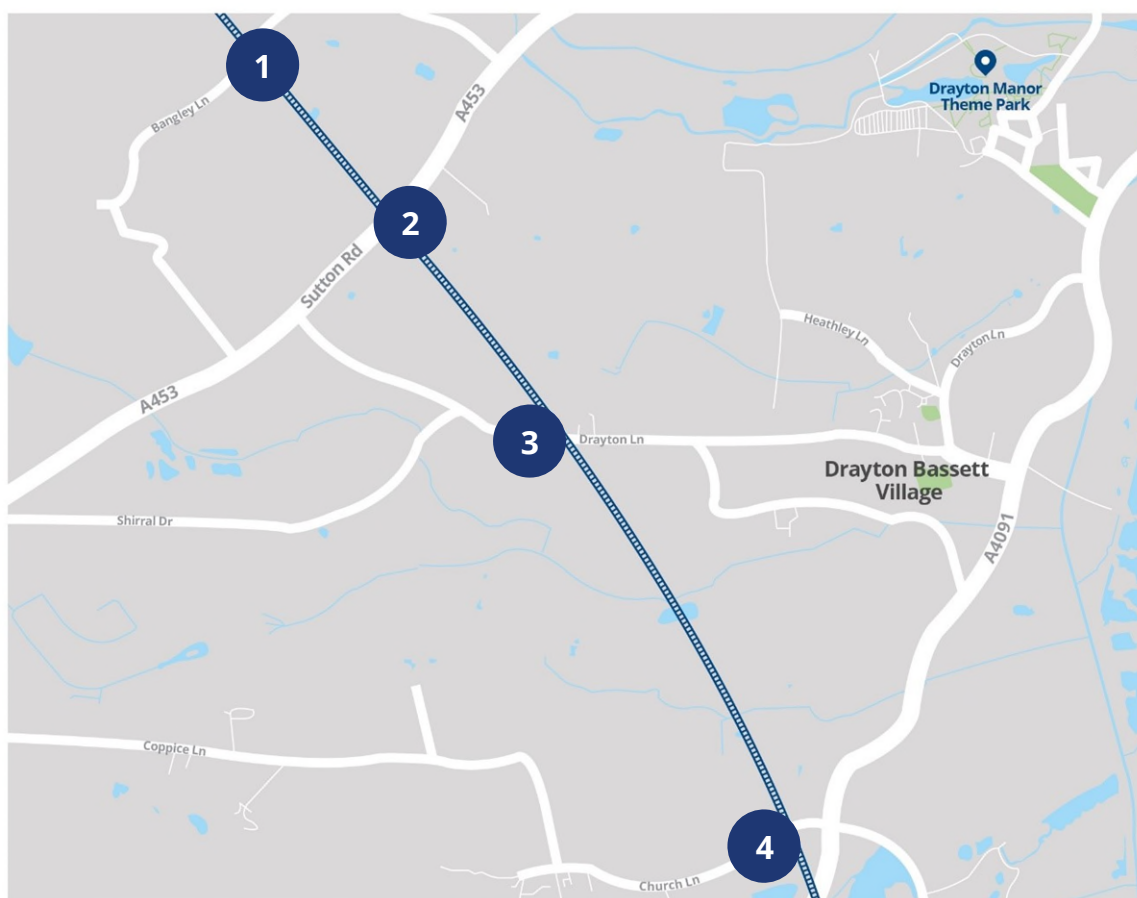 1
Bangley Ln
A453
Drayton Manor
Theme Park
2
Sutton Rd
Heathley Ln
Drayton Ln
A453
3
Drayton Ln
Drayton Bassett
Village
Shirral Dr
A4091
Coppice Ln
4
Church Ln